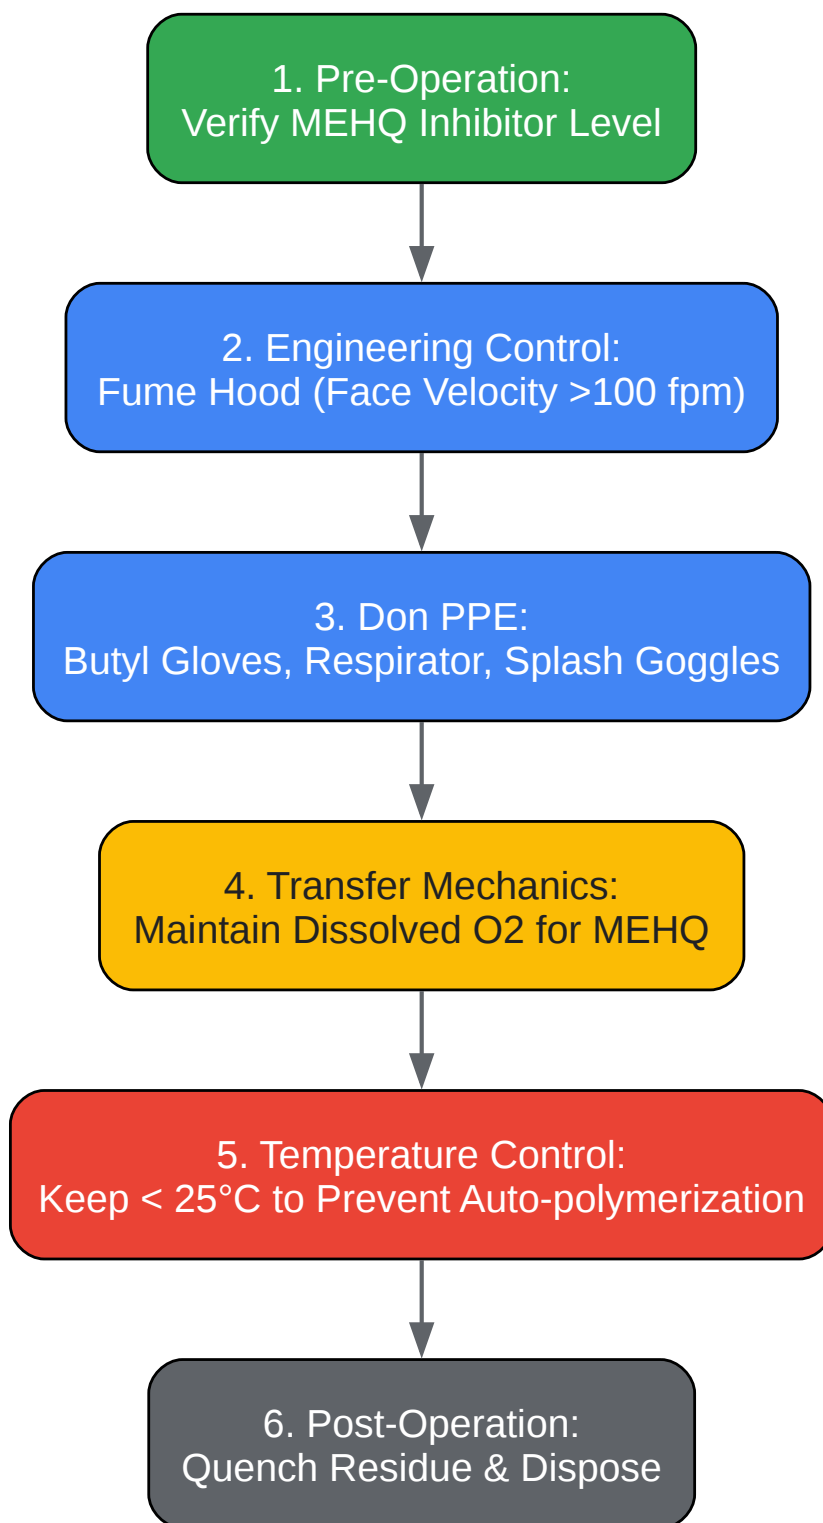 1. Pre-Operation:
Verify MEHQ Inhibitor Level
2. Engineering Control:
Fume Hood (Face Velocity >100 fpm)
3. Don PPE:
Butyl Gloves, Respirator, Splash Goggles
4. Transfer Mechanics:
Maintain Dissolved O2 for MEHQ
5. Temperature Control:
Keep < 25°C to Prevent Auto-polymerization
6. Post-Operation:
Quench Residue & Dispose